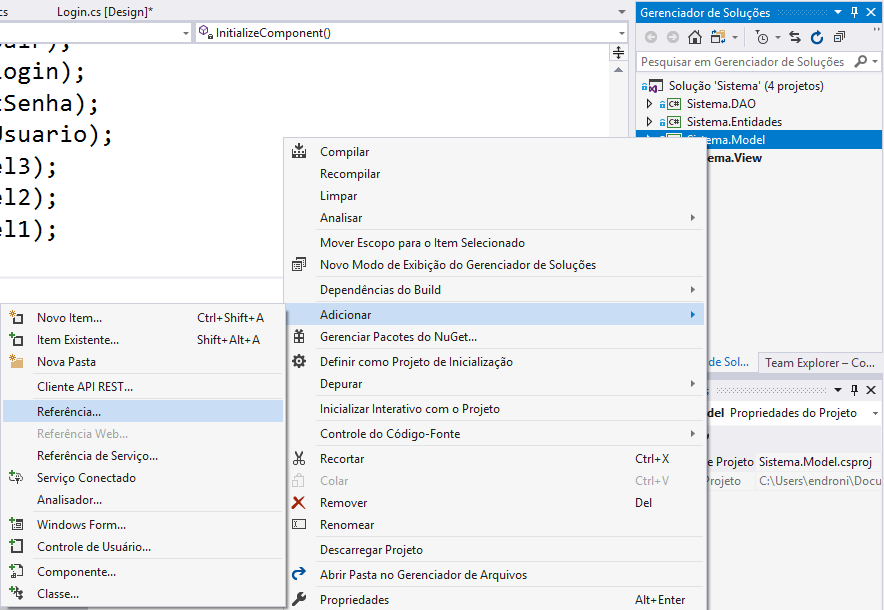 cs
Login.cs [Design]*
InitializeComponent()
ogin);
Senha);
Usuario);
el3);
el2);
el1);
Gerenciador de Soluções
Pesquisar em Gerenciador de Soluções
Solução 'Sistema' (4 projetos)
C# Sistema.DAO
C# Sistema.Entidades
Sistema.Model
ema.View
Compilar
Recompilar
Limpar
Analisar
Mover Escopo para o Item Selecionado
Novo Modo de Exibição do Gerenciador de Soluções
Dependências do Build
Adicionar
Gerenciar Pacotes do NuGet...
Definir como Projeto de Inicialização
Depurar
Inicializar Interativo com o Projeto
Controle do Código-Fonte
Recortar Ctrl+X
Colar Ctrl+V
Remover Del
Renomear
Descarregar Projeto
Abrir Pasta no Gerenciador de Arquivos
Propriedades Alt+Enter
Novo Item... Ctrl+Shift+A
Item Existente... Shift+Alt+A
Nova Pasta
Cliente API REST...
Referência...
Referência Web...
Referência de Serviço...
Serviço Conectado
Analisador...
Windows Form...
Controle de Usuário...
Componente...
Classe...
de Sol... Team Explorer – Co...
del Propriedades do Projeto
e Projeto Sistema.Model.csproj
Projeto C:\Users\endroni\Docu